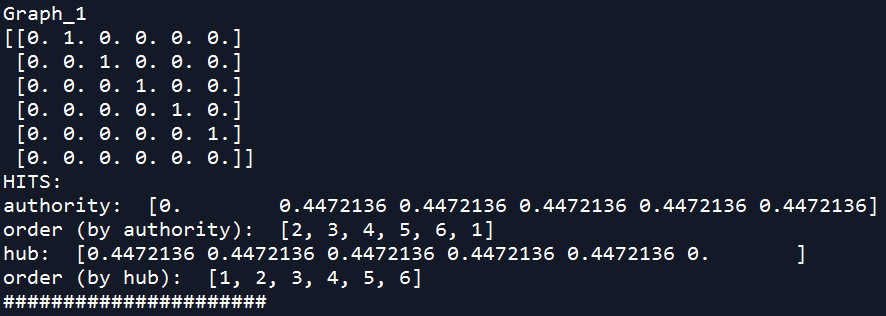 Graph_1
[[0. 1. 0. 0. 0. 0.]
 [0. 0. 1. 0. 0. 0.]
 [0. 0. 0. 1. 0. 0.]
 [0. 0. 0. 0. 1. 0.]
 [0. 0. 0. 0. 0. 1.]
 [0. 0. 0. 0. 0. 0.]]
HITS:
authority:  [0.        0.4472136 0.4472136 0.4472136 0.4472136 0.4472136]
order (by authority):  [2, 3, 4, 5, 6, 1]
hub:  [0.4472136 0.4472136 0.4472136 0.4472136 0.4472136 0.       ]
order (by hub):  [1, 2, 3, 4, 5, 6]
######################